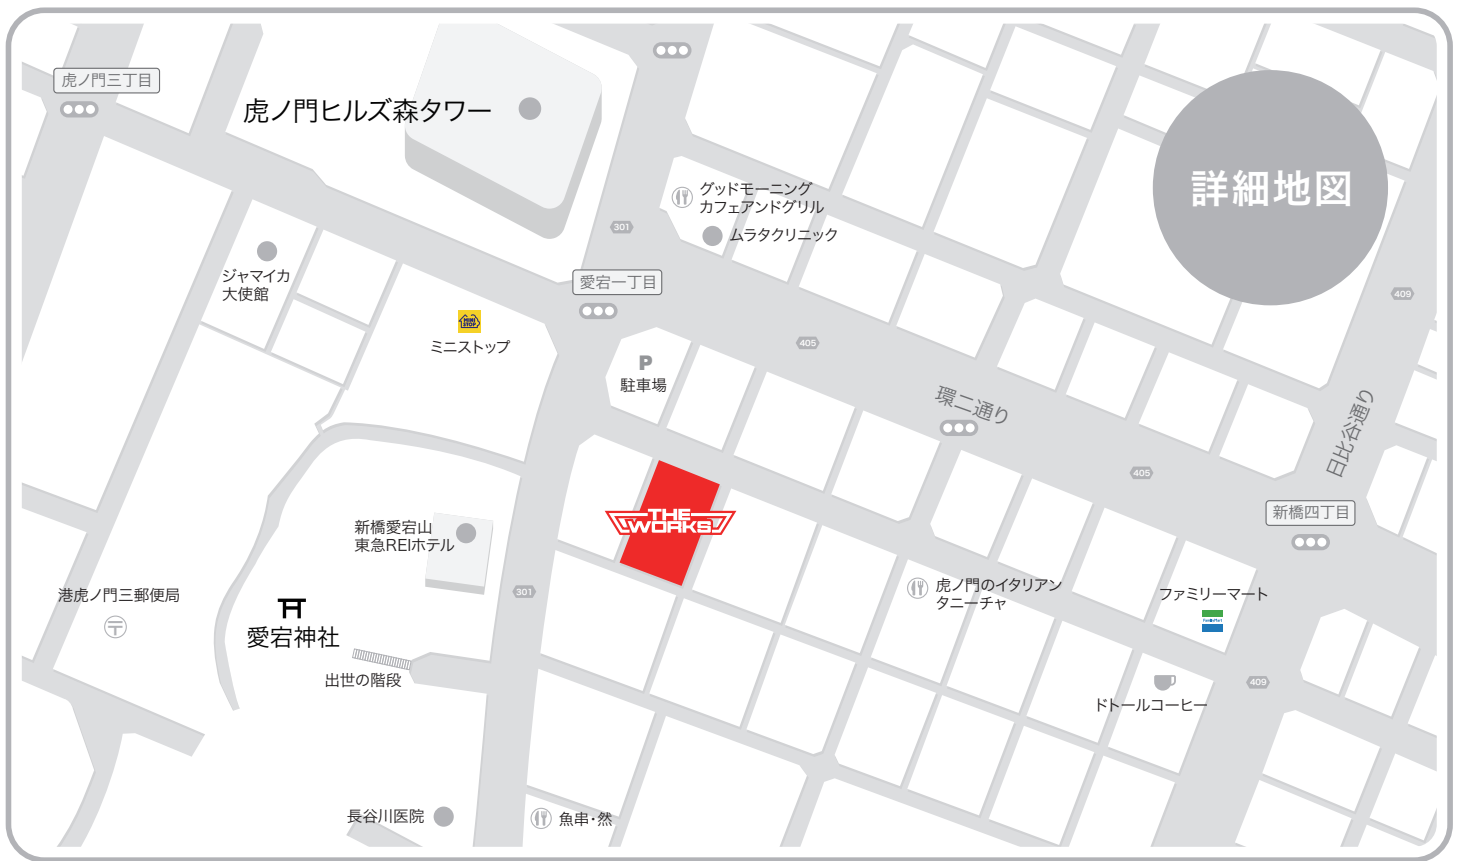 虎ノ門三丁目
虎ノ門ヒルズ森タワー
詳細地図
グッドモーニング
カフェアンドグリル
ムラタクリニック
301
ジャマイカ
大使館
愛宕一丁目
409
MINI
STOP
ミニストップ
405
P
駐車場
環二通り
日比谷通り
405
THE
WORKS
新橋四丁目
新橋愛宕山
東急REIホテル
301
虎ノ門のイタリアン
タニーチャ
ファミリーマート
FamilyMart
港虎ノ門三郵便局
〒
愛宕神社
出世の階段
409
ドトールコーヒー
長谷川医院
魚串・然